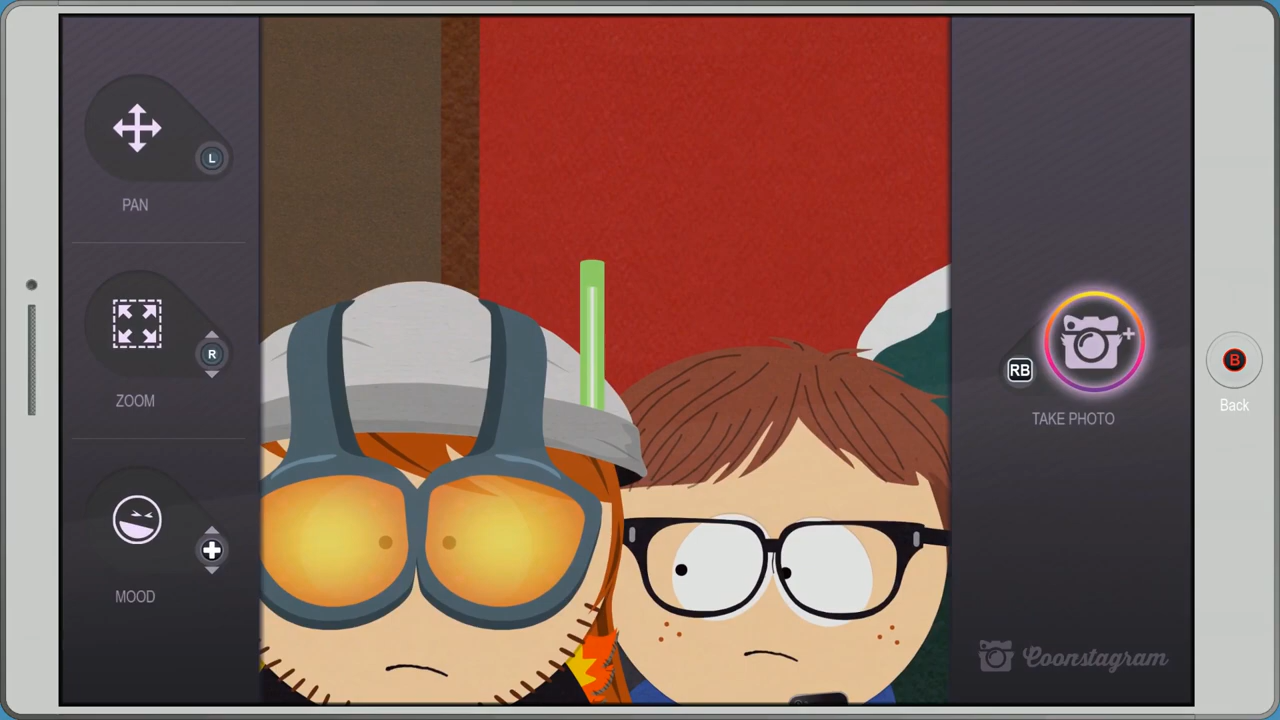 L
PAN
R
ZOOM
MOOD
RB
TAKE PHOTO
B
Back
Coonstagram